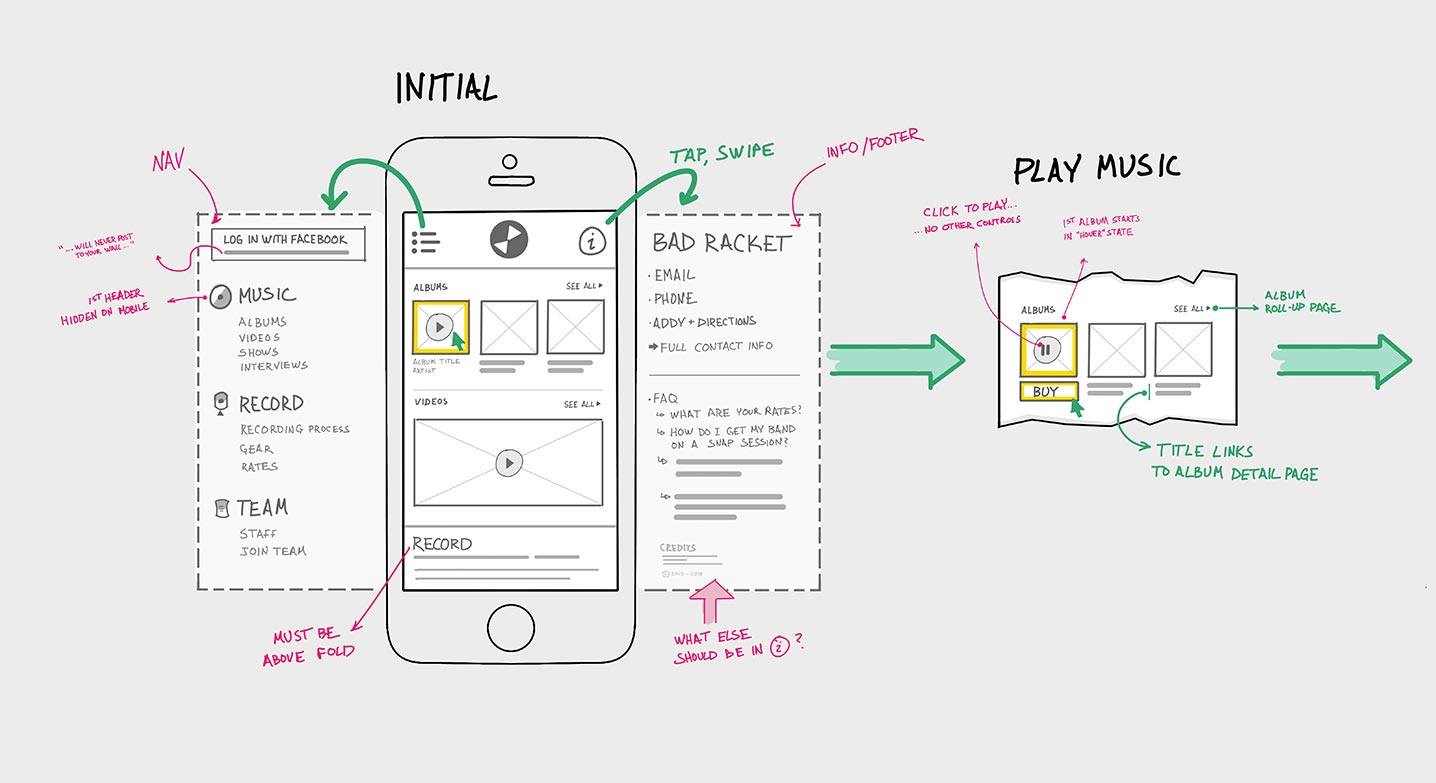 INITIAL
NAV
TAP, SWIPE
INFO/FOOTER
"...WILL NEVER POST
TO YOUR WALL..."
1ST HEADER
HIDDEN ON MOBILE
LOG IN WITH FACEBOOK
MUSIC
ALBUMS
VIDEOS
SHOWS
INTERVIEWS
RECORD
RECORDING PROCESS
GEAR
RATES
TEAM
STAFF
JOIN TEAM
i
ALBUMS
SEE ALL
ALBUM TITLE
ARTIST
VIDEOS
SEE ALL
RECORD
MUST BE
ABOVE FOLD
BAD RACKET
· EMAIL
· PHONE
· ADDY + DIRECTIONS
FULL CONTACT INFO
· FAQ
WHAT ARE YOUR RATES?
HOW DO I GET MY BAND
ON A SNAP SESSION?
CREDITS
WHAT ELSE
SHOULD BE IN i ?
PLAY MUSIC
CLICK TO PLAY...
...NO OTHER CONTROLS
1ST ALBUM STARTS
IN "HOVER" STATE
ALBUMS
SEE ALL
ALBUM
ROLL-UP PAGE
BUY
TITLE LINKS
TO ALBUM DETAIL PAGE